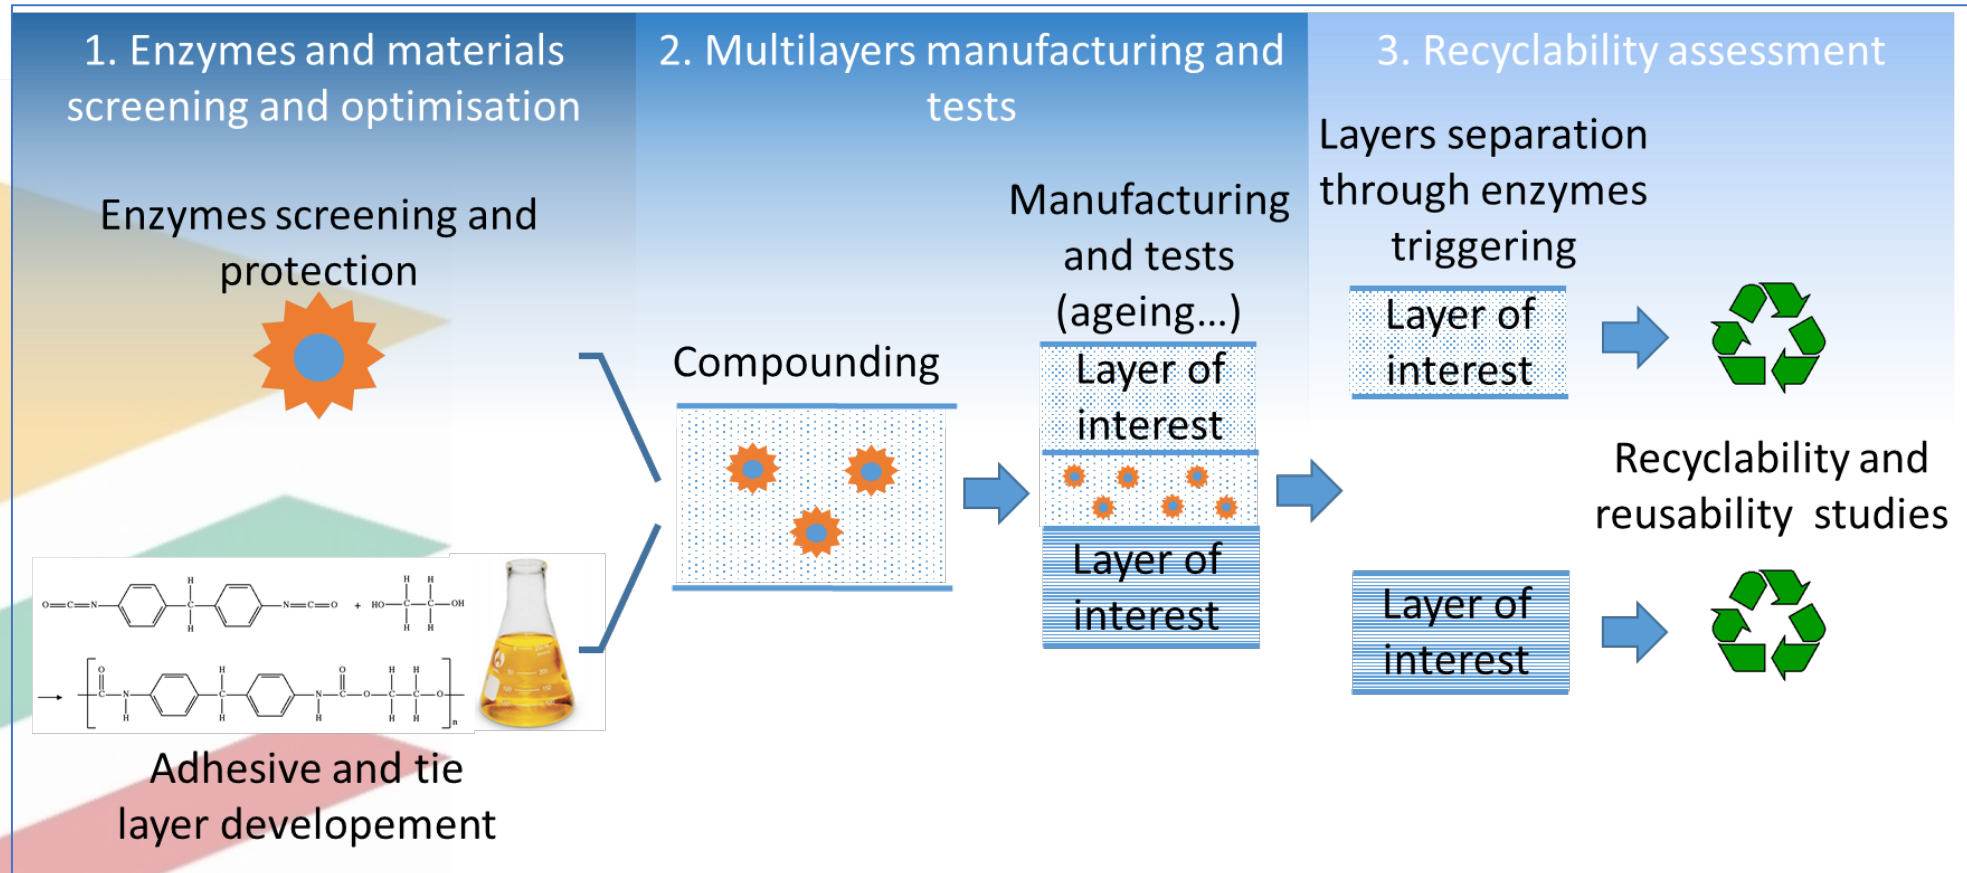 1. Enzymes and materials
screening and optimisation
Enzymes screening and
protection
O=C=N
H
C
H
N=C=O
+
HO
H H
C C
H H
OH
O
C
N
H
H
C
H
N
H
O
C
O
H H
C C
H H
O
n
Adhesive and tie
layer developement
2. Multilayers manufacturing and
tests
Compounding
Manufacturing
and tests
(ageing...)
Layer of
interest
Layer of
interest
3. Recyclability assessment
Layers separation
through enzymes
triggering
Layer of
interest
Recyclability and
reusability studies
Layer of
interest